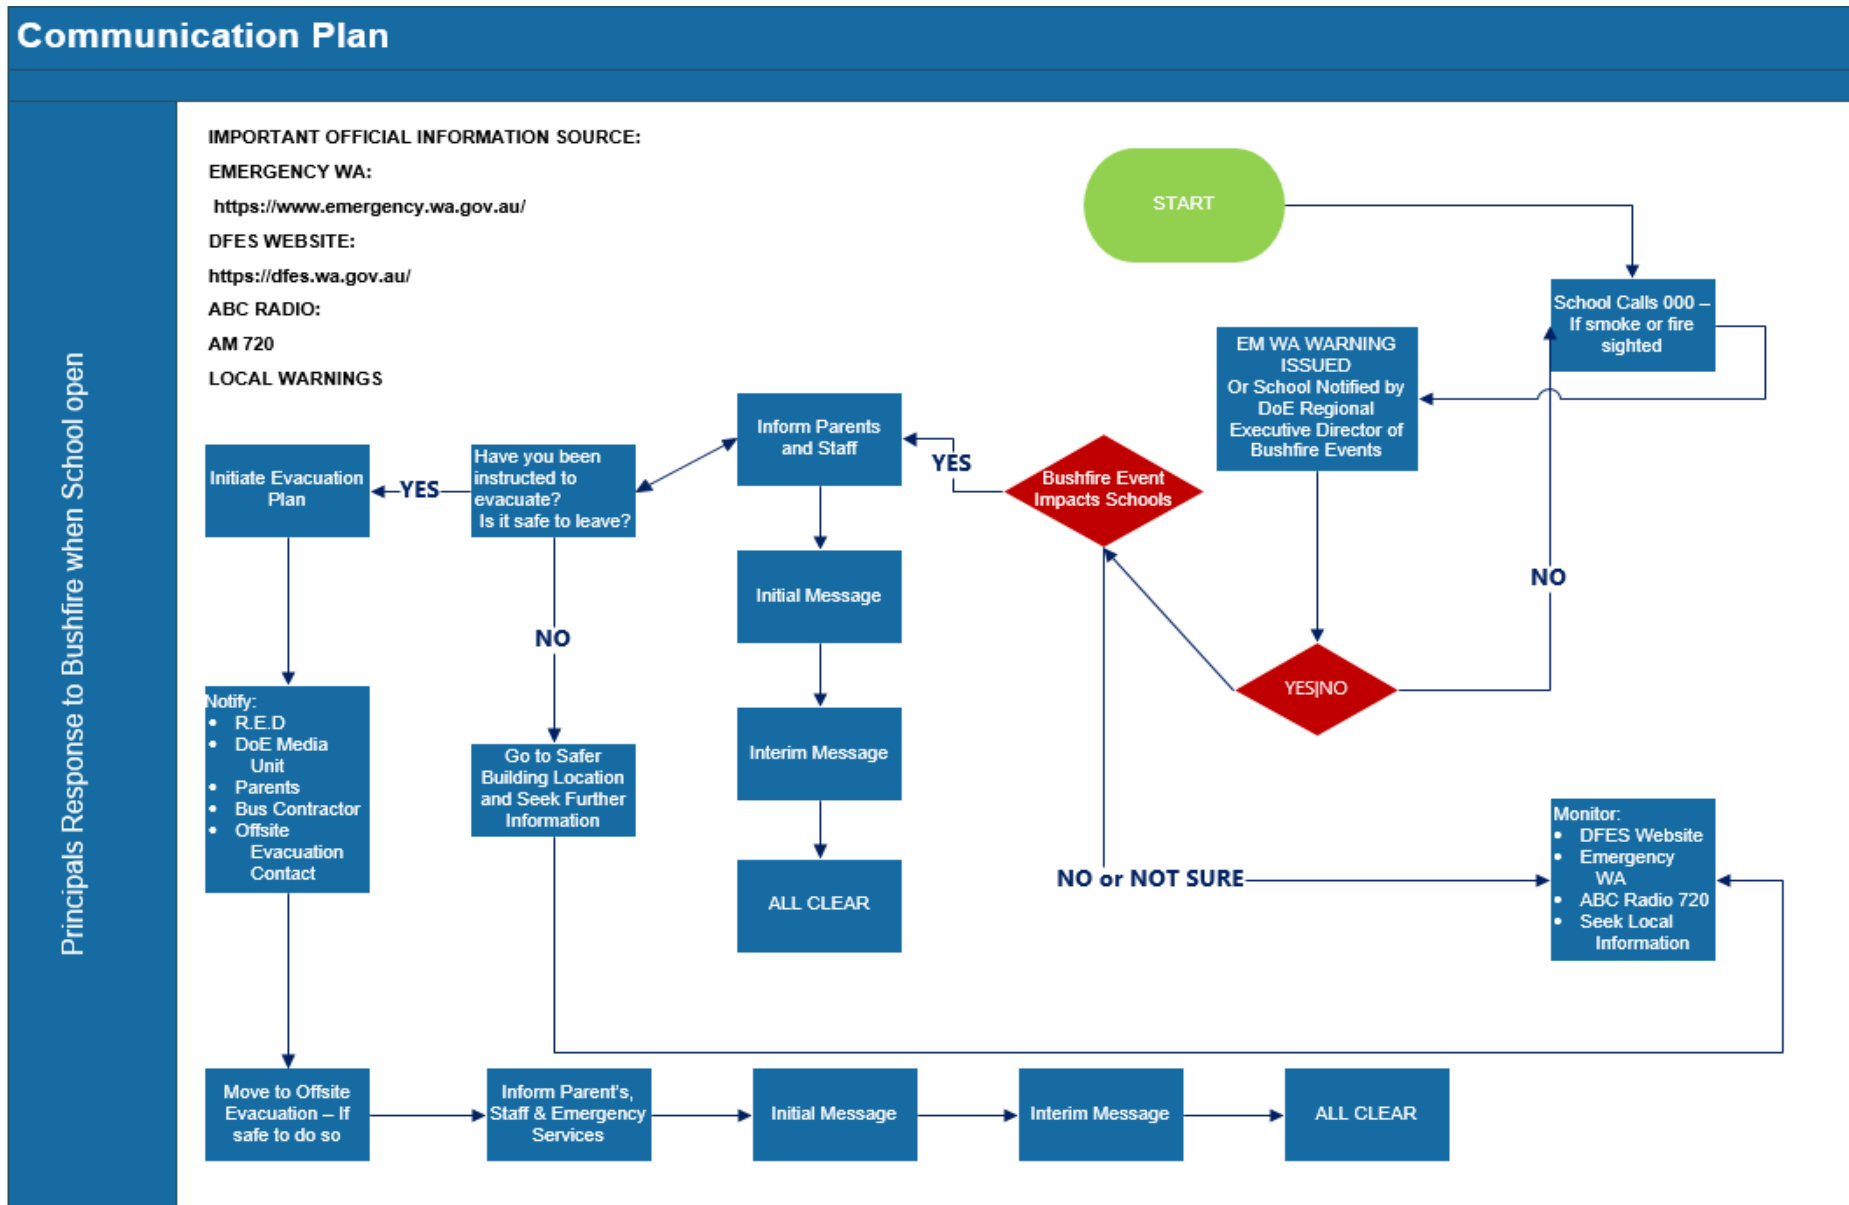 Communication Plan
Principals Response to Bushfire when School open
IMPORTANT OFFICIAL INFORMATION SOURCE:
EMERGENCY WA:
https://www.emergency.wa.gov.au/
DFES WEBSITE:
https://dfes.wa.gov.au/
ABC RADIO:
AM 720
LOCAL WARNINGS
START
School Calls 000 –
If smoke or fire
sighted
EM WA WARNING
ISSUED
Or School Notified by
DoE Regional
Executive Director of
Bushfire Events
YES|NO
NO
Bushfire Event
Impacts Schools
YES
NO or NOT SURE
Monitor:
• DFES Website
• Emergency
WA
• ABC Radio 720
• Seek Local
Information
Inform Parents
and Staff
Initial Message
Interim Message
ALL CLEAR
Have you been
instructed to
evacuate?
Is it safe to leave?
YES
NO
Go to Safer
Building Location
and Seek Further
Information
Initiate Evacuation
Plan
Notify:
• R.E.D
• DoE Media
Unit
• Parents
• Bus Contractor
• Offsite
Evacuation
Contact
Move to Offsite
Evacuation – If
safe to do so
Inform Parent's,
Staff & Emergency
Services
Initial Message
Interim Message
ALL CLEAR